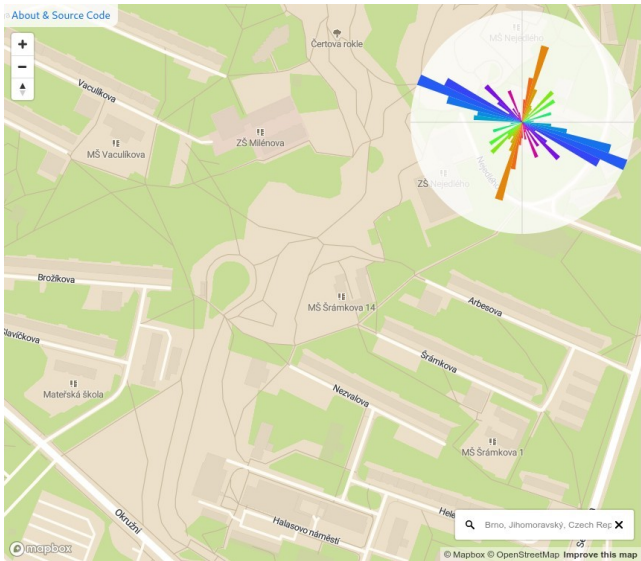 About & Source Code
+
−
MŠ Nejedlého
Čertova rokle
Vaculíkova
MŠ Vaculíkova
ZŠ Milénova
Nejedlého
ZŠ Nejedlého
Brožíkova
MŠ Šrámkova 14
Arbesova
Slavíčkova
Šrámkova
Mateřská škola
Nezvalova
MŠ Šrámkova 1
Okružní
Halasovo náměstí
Hele
Brno, Jihomoravský, Czech Rep
mapbox
© Mapbox © OpenStreetMap Improve this map